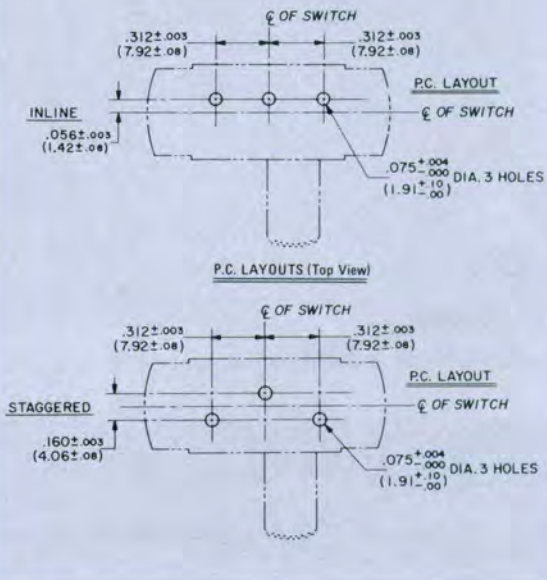 ℄ OF SWITCH
.312±.003 .312±.003
(7.92±.08) (7.92±.08)
P.C. LAYOUT
INLINE
℄ OF SWITCH
.056±.003
(1.42±.08)
.075+.004-.000 DIA. 3 HOLES
(1.91+.10-.00)
P.C. LAYOUTS (Top View)
℄ OF SWITCH
.312±.003 .312±.003
(7.92±.08) (7.92±.08)
P.C. LAYOUT
STAGGERED
℄ OF SWITCH
.160±.003
(4.06±.08)
.075+.004-.000 DIA. 3 HOLES
(1.91+.10-.00)